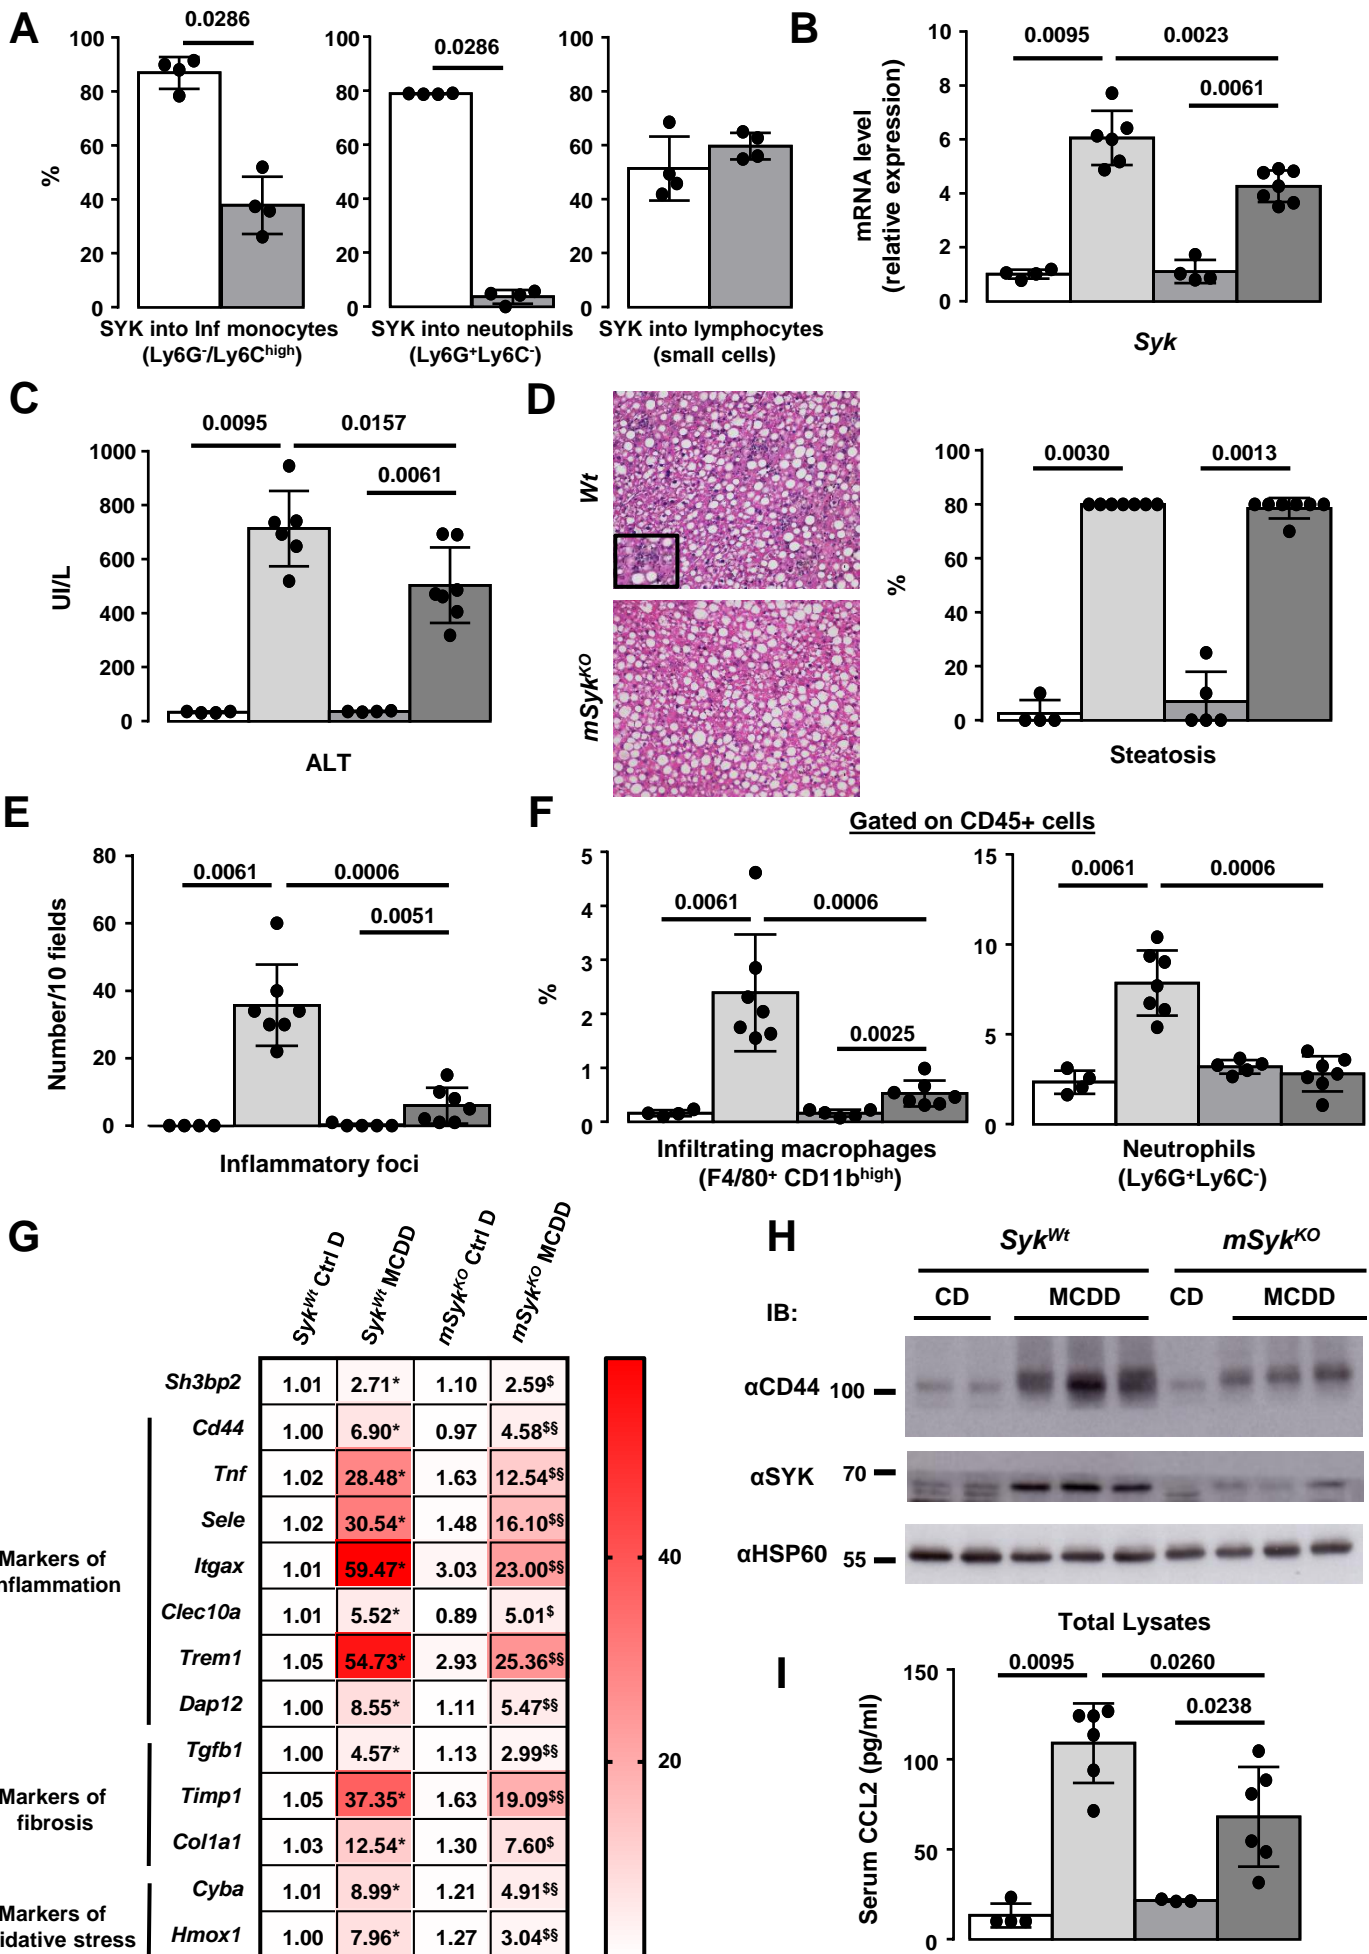 A
0.0286
100
80
60
40
20
0
%
SYK into Inf monocytes
(Ly6G-/Ly6Chigh)
0.0286
100
80
60
40
20
0
SYK into neutophils
(Ly6G+Ly6C-)
100
80
60
40
20
0
SYK into lymphocytes
(small cells)
B
0.0095
0.0023
0.0061
10
8
6
4
2
0
mRNA level
(relative expression)
Syk
C
0.0095
0.0157
0.0061
1000
800
600
400
200
0
UI/L
ALT
D
Wt
mSykKO
0.0030
0.0013
100
80
60
40
20
0
%
Steatosis
E
0.0061
0.0006
0.0051
80
60
40
20
0
Number/10 fields
Inflammatory foci
F
Gated on CD45+ cells
0.0061
0.0006
0.0025
5
4
3
2
1
0
%
Infiltrating macrophages
(F4/80+ CD11bhigh)
0.0061
0.0006
15
10
5
0
Neutrophils
(Ly6G+Ly6C-)
G
SykWt Ctrl D
SykWt MCDD
mSykKO Ctrl D
mSykKO MCDD
Sh3bp2 1.01 2.71* 1.10 2.59$
Cd44 1.00 6.90* 0.97 4.58$§
Tnf 1.02 28.48* 1.63 12.54$§
Sele 1.02 30.54* 1.48 16.10$§
Itgax 1.01 59.47* 3.03 23.00$§
Clec10a 1.01 5.52* 0.89 5.01$
Trem1 1.05 54.73* 2.93 25.36$§
Dap12 1.00 8.55* 1.11 5.47$§
Tgfb1 1.00 4.57* 1.13 2.99$§
Timp1 1.05 37.35* 1.63 19.09$§
Col1a1 1.03 12.54* 1.30 7.60$
Cyba 1.01 8.99* 1.21 4.91$§
Hmox1 1.00 7.96* 1.27 3.04$§
Markers of
nflammation
Markers of
fibrosis
Markers of
idative stress
40
20
H
SykWt
mSykKO
CD
MCDD
CD
MCDD
IB:
αCD44 100
αSYK 70
αHSP60 55
Total Lysates
I
0.0095
0.0260
0.0238
150
100
50
0
Serum CCL2 (pg/ml)